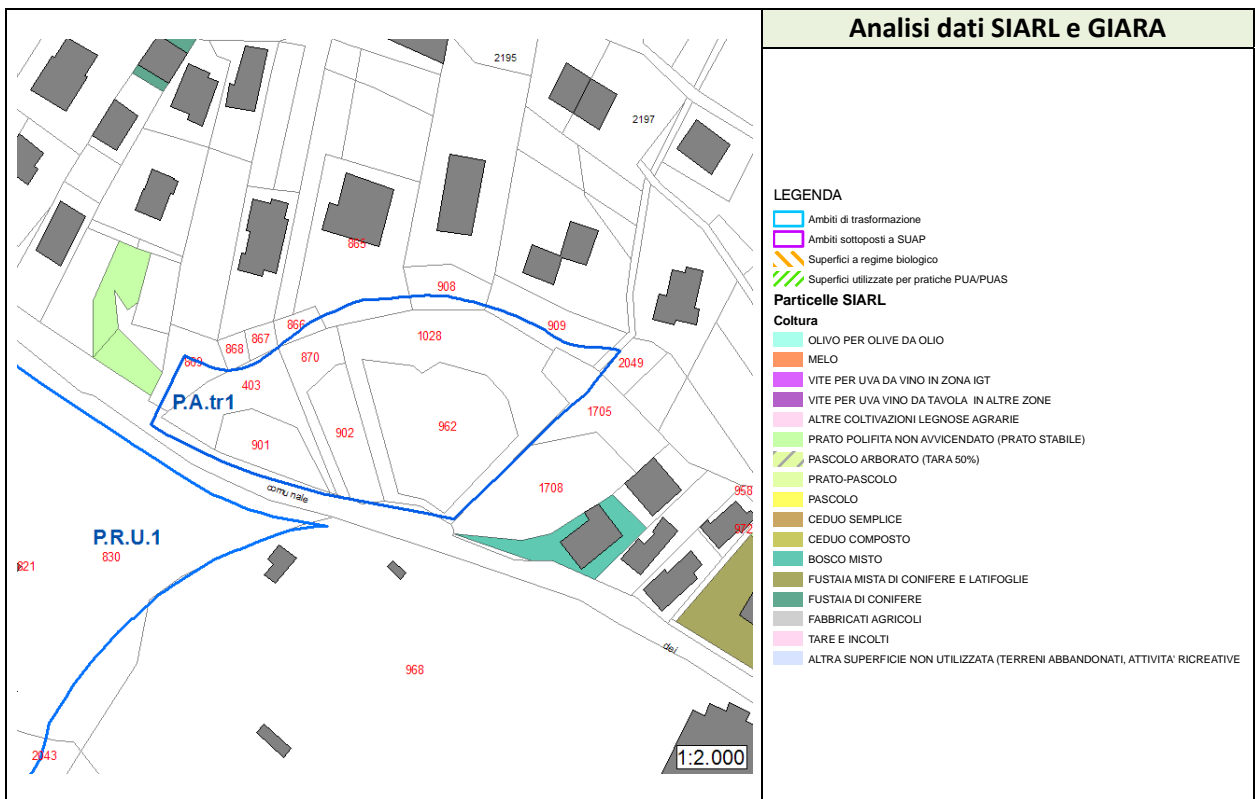 Analisi dati SIARL e GIARA
2195
2197
865
908
909
866
867
868
869
870
1028
2049
403
P.A.tr1
1705
902
962
901
1708
comunale
958
972
P.R.U.1
821
830
dei
968
2043
1:2.000
LEGENDA
Ambiti di trasformazione
Ambiti sottoposti a SUAP
Superfici a regime biologico
Superfici utilizzate per pratiche PUA/PUAS
Particelle SIARL
Coltura
OLIVO PER OLIVE DA OLIO
MELO
VITE PER UVA DA VINO IN ZONA IGT
VITE PER UVA VINO DA TAVOLA IN ALTRE ZONE
ALTRE COLTIVAZIONI LEGNOSE AGRARIE
PRATO POLIFITA NON AVVICENDATO (PRATO STABILE)
PASCOLO ARBORATO (TARA 50%)
PRATO-PASCOLO
PASCOLO
CEDUO SEMPLICE
CEDUO COMPOSTO
BOSCO MISTO
FUSTAIA MISTA DI CONIFERE E LATIFOGLIE
FUSTAIA DI CONIFERE
FABBRICATI AGRICOLI
TARE E INCOLTI
ALTRA SUPERFICIE NON UTILIZZATA (TERRENI ABBANDONATI, ATTIVITA' RICREATIVE